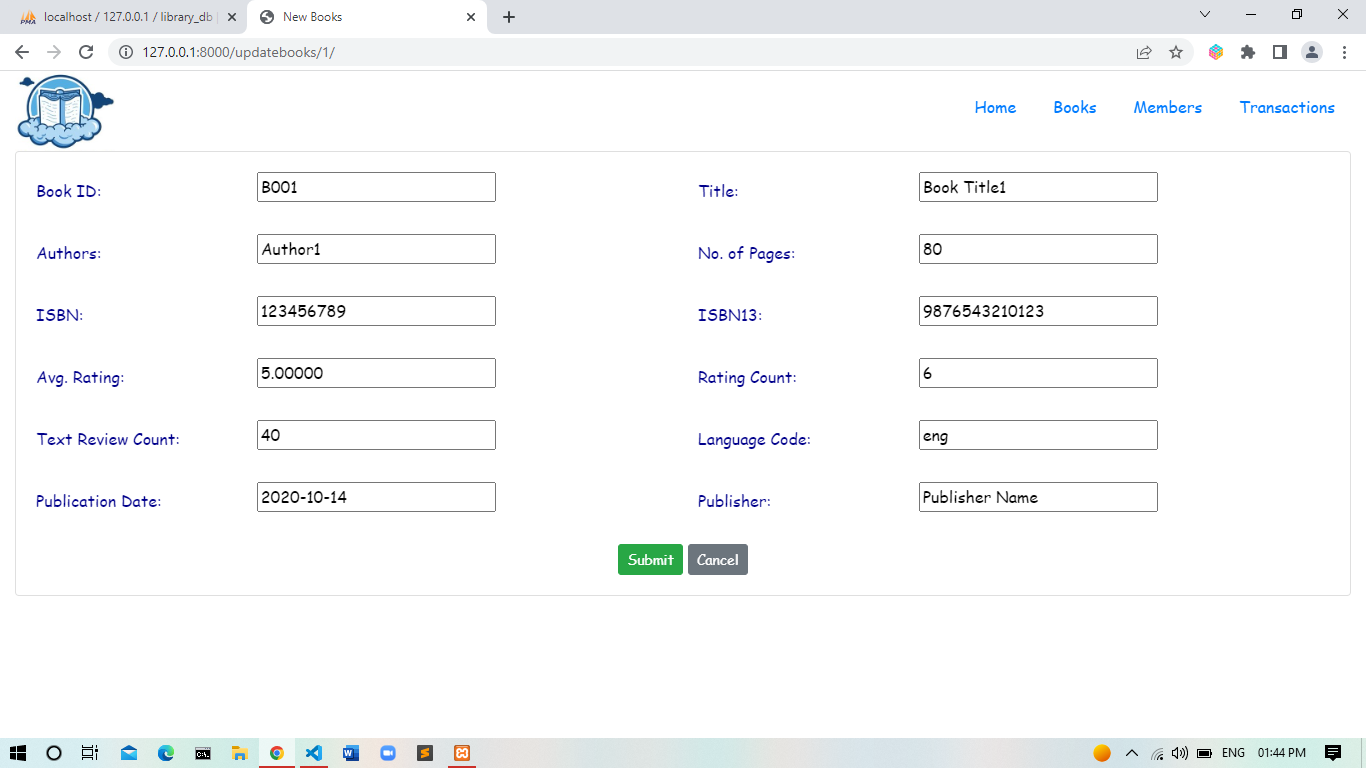 localhost / 127.0.0.1 / library_db
New Books
127.0.0.1:8000/updatebooks/1/
Home Books Members Transactions
Book ID: B001 Title: Book Title1
Authors: Author1 No. of Pages: 80
ISBN: 123456789 ISBN13: 9876543210123
Avg. Rating: 5.00000 Rating Count: 6
Text Review Count: 40 Language Code: eng
Publication Date: 2020-10-14 Publisher: Publisher Name
Submit Cancel
ENG 01:44 PM